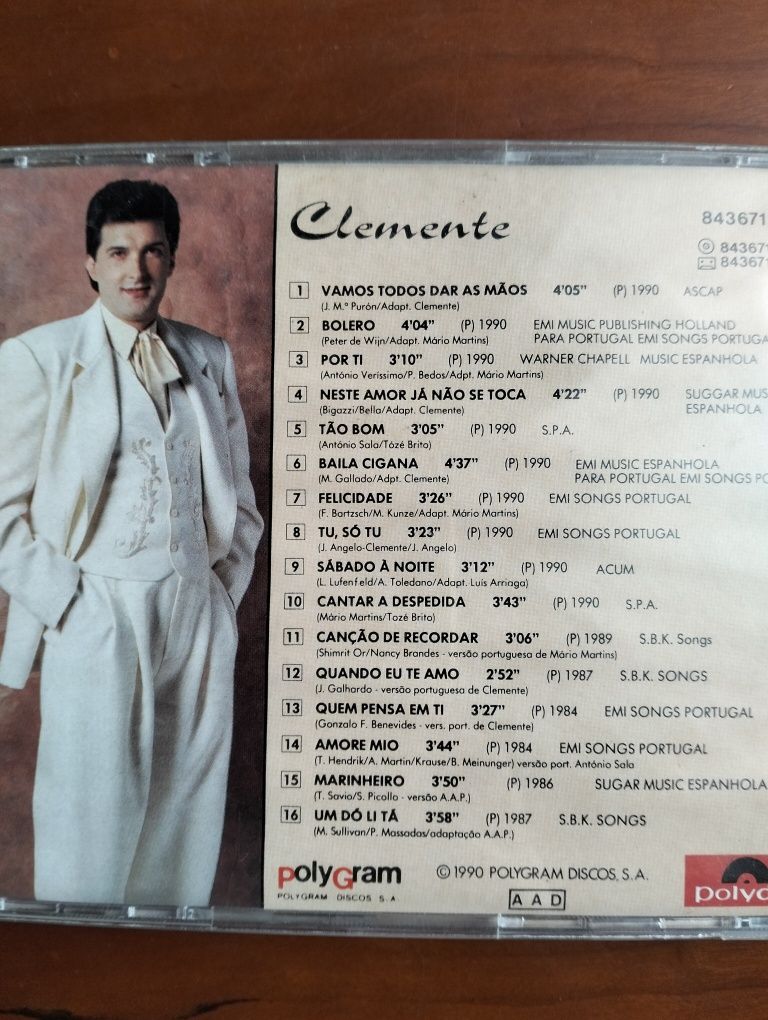 Clemente
843671
843671
843671
1 VAMOS TODOS DAR AS MÃOS 4'05" (P) 1990 ASCAP
(J. M.ª Purón/Adapt. Clemente)
2 BOLERO 4'04" (P) 1990 EMI MUSIC PUBLISHING HOLLAND
(Peter de Wijn/Adapt. Mário Martins) PARA PORTUGAL EMI SONGS PORTUGA
3 POR TI 3'10" (P) 1990 WARNER CHAPELL MUSIC ESPANHOLA
(António Veríssimo/P. Bedos/Adpt. Mário Martins)
4 NESTE AMOR JÁ NÃO SE TOCA 4'22" (P) 1990 SUGGAR MUS
(Bigazzi/Bella/Adapt. Clemente) ESPANHOLA
5 TÃO BOM 3'05" (P) 1990 S.P.A.
(António Sala/Tózé Brito)
6 BAILA CIGANA 4'37" (P) 1990 EMI MUSIC ESPANHOLA
(M. Gallado/Adpt. Clemente) PARA PORTUGAL EMI SONGS PO
7 FELICIDADE 3'26" (P) 1990 EMI SONGS PORTUGAL
(F. Bartzsch/M. Kunze/Adapt. Mário Martins)
8 TU, SÓ TU 3'23" (P) 1990 EMI SONGS PORTUGAL
(J. Angelo-Clemente/J. Angelo)
9 SÁBADO À NOITE 3'12" (P) 1990 ACUM
(L. Lufenfeld/A. Toledano/Adapt. Luís Arriaga)
10 CANTAR A DESPEDIDA 3'43" (P) 1990 S.P.A.
(Mário Martins/Tozé Brito)
11 CANÇÃO DE RECORDAR 3'06" (P) 1989 S.B.K. Songs
(Shimrit Or/Nancy Brandes - versão portuguesa de Mário Martins)
12 QUANDO EU TE AMO 2'52" (P) 1987 S.B.K. SONGS
(J. Galhardo - versão portuguesa de Clemente)
13 QUEM PENSA EM TI 3'27" (P) 1984 EMI SONGS PORTUGAL
(Gonzalo F. Benevides - vers. port. de Clemente)
14 AMORE MIO 3'44" (P) 1984 EMI SONGS PORTUGAL
(T. Hendrik/A. Martin/Krause/B. Meinunger) versão port. António Sala
15 MARINHEIRO 3'50" (P) 1986 SUGAR MUSIC ESPANHOLA
(T. Savio/S. Picollo - versão A.A.P.)
16 UM DÓ LI TÁ 3'58" (P) 1987 S.B.K. SONGS
(M. Sullivan/P. Massadas/adaptação A.A.P.)
polyGram © 1990 POLYGRAM DISCOS, S.A.
POLYGRAM DISCOS S.A
A A D
polyd